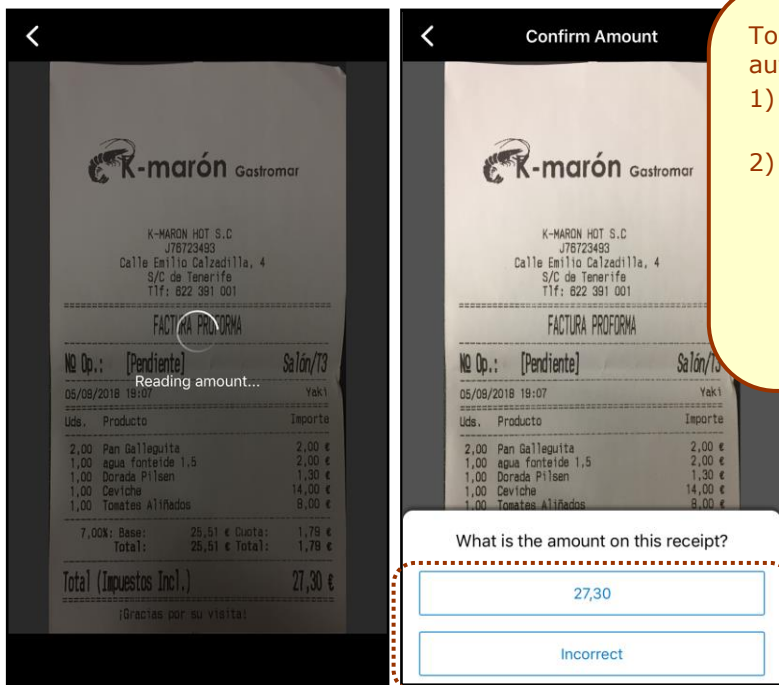 K-marón Gastromar
K-MARON HOT S.C
J76723493
Calle Emilio Calzadilla, 4
S/C de Tenerife
Tlf: 822 391 001
FACTURA PROFORMA
Nº Op.: [Pendiente] Salón/T3
Reading amount...
05/09/2018 19:07 Yaki
Uds. Producto Importe
2,00 Pan Galleguita 2,00 €
1,00 agua fonteide 1,5 2,00 €
1,00 Dorada Pilsen 1,30 €
1,00 Ceviche 14,00 €
1,00 Tomates Aliñados 8,00 €
7,00%: Base: 25,51 € Cuota: 1,79 €
Total: 25,51 € Total: 1,79 €
Total (Impuestos Incl.) 27,30 €
¡Gracias por su visita!
Confirm Amount
K-marón Gastromar
K-MARON HOT S.C
J76723493
Calle Emilio Calzadilla, 4
S/C de Tenerife
Tlf: 822 391 001
FACTURA PROFORMA
Nº Op.: [Pendiente] Salón/T3
05/09/2018 19:07 Yaki
Uds. Producto Importe
2,00 Pan Galleguita 2,00 €
1,00 agua fonteide 1,5 2,00 €
1,00 Dorada Pilsen 1,30 €
1,00 Ceviche 14,00 €
1,00 Tomates Aliñados 8,00 €
What is the amount on this receipt?
27,30
Incorrect
To
au
1)
2)